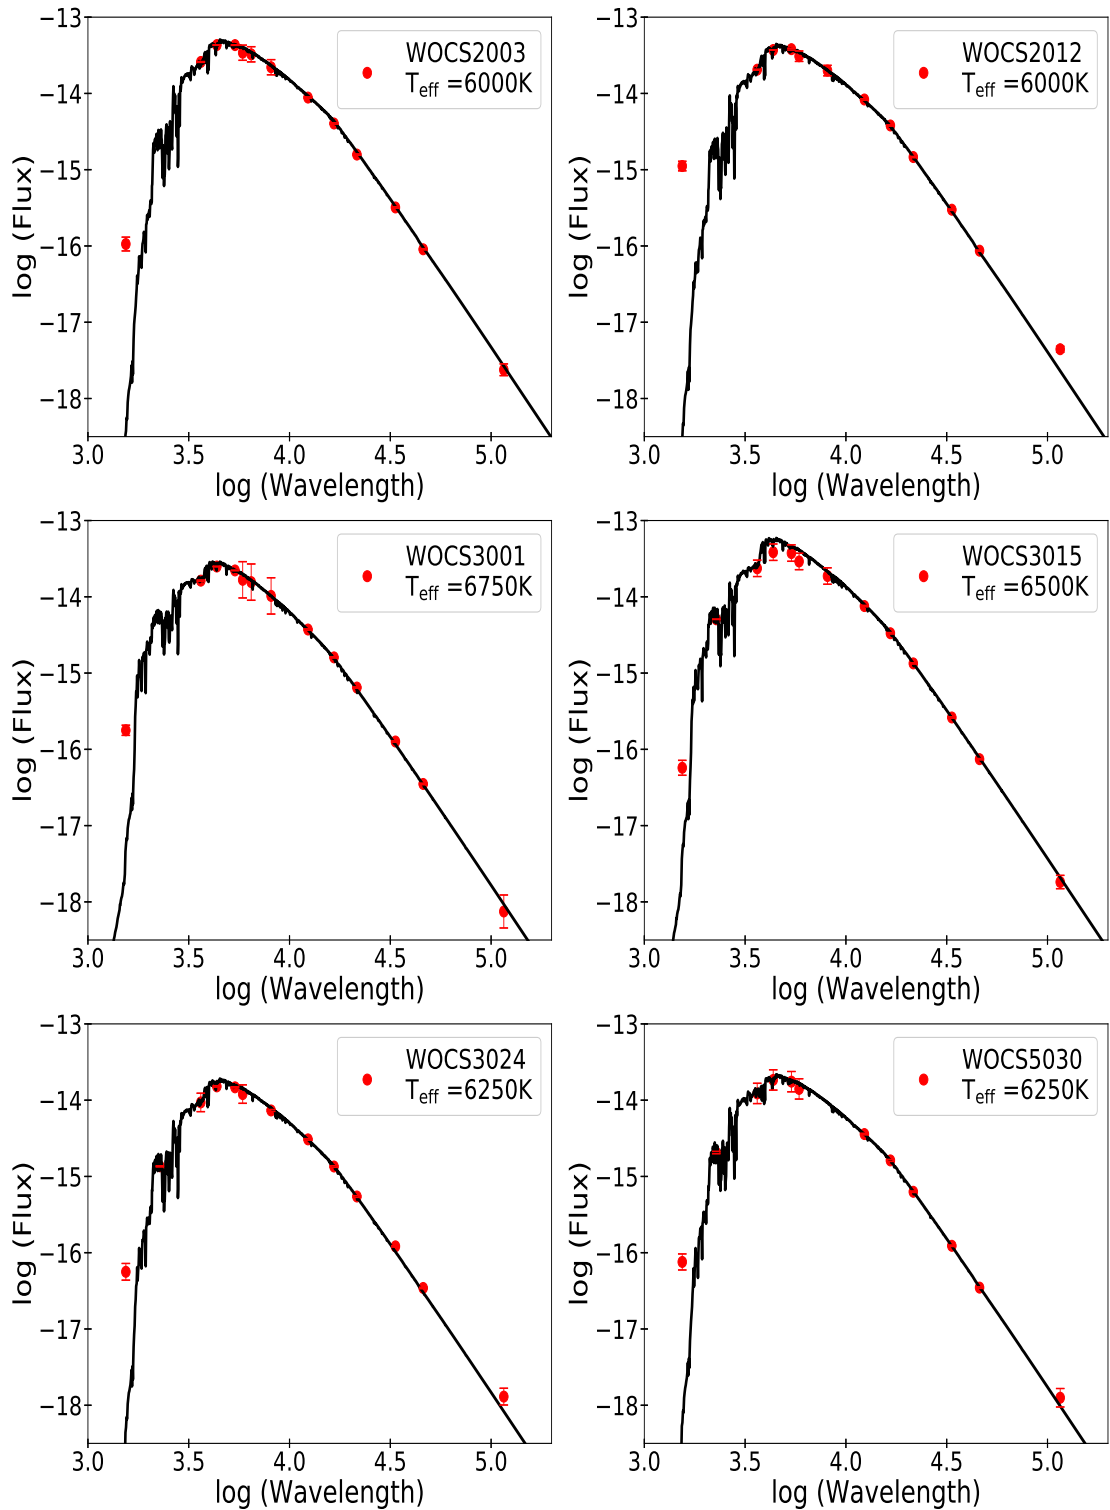 −13
−14
−15
−16
−17
−18
log (Flux)
WOCS2003
T_eff =6000K
3.0 3.5 4.0 4.5 5.0
log (Wavelength)
−13
−14
−15
−16
−17
−18
log (Flux)
WOCS2012
T_eff =6000K
3.0 3.5 4.0 4.5 5.0
log (Wavelength)
−13
−14
−15
−16
−17
−18
log (Flux)
WOCS3001
T_eff =6750K
3.0 3.5 4.0 4.5 5.0
log (Wavelength)
−13
−14
−15
−16
−17
−18
log (Flux)
WOCS3015
T_eff =6500K
3.0 3.5 4.0 4.5 5.0
log (Wavelength)
−13
−14
−15
−16
−17
−18
log (Flux)
WOCS3024
T_eff =6250K
3.0 3.5 4.0 4.5 5.0
log (Wavelength)
−13
−14
−15
−16
−17
−18
log (Flux)
WOCS5030
T_eff =6250K
3.0 3.5 4.0 4.5 5.0
log (Wavelength)